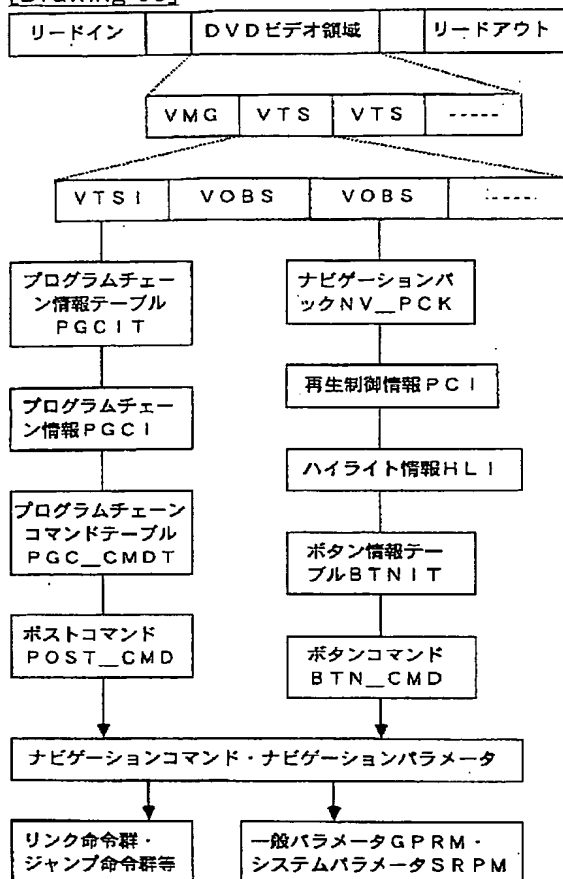 リードイン DVDビデオ領域 リードアウト
VMG VTS VTS -----
VTSI VOBS VOBS -----
プログラムチェー
ン情報テーブル
PGCIT
プログラムチェー
ン情報PGCI
プログラムチェーン
コマンドテーブル
PGC__CMDT
ポストコマンド
POST__CMD
ナビゲーションパ
ックNV__PCK
再生制御情報PCI
ハイライト情報HLI
ボタン情報テー
ブルBTNIT
ボタンコマンド
BTN__CMD
ナビゲーションコマンド・ナビゲーションパラメータ
リンク命令群・
ジャンプ命令群等
一般パラメータGPRM・
システムパラメータSRPM